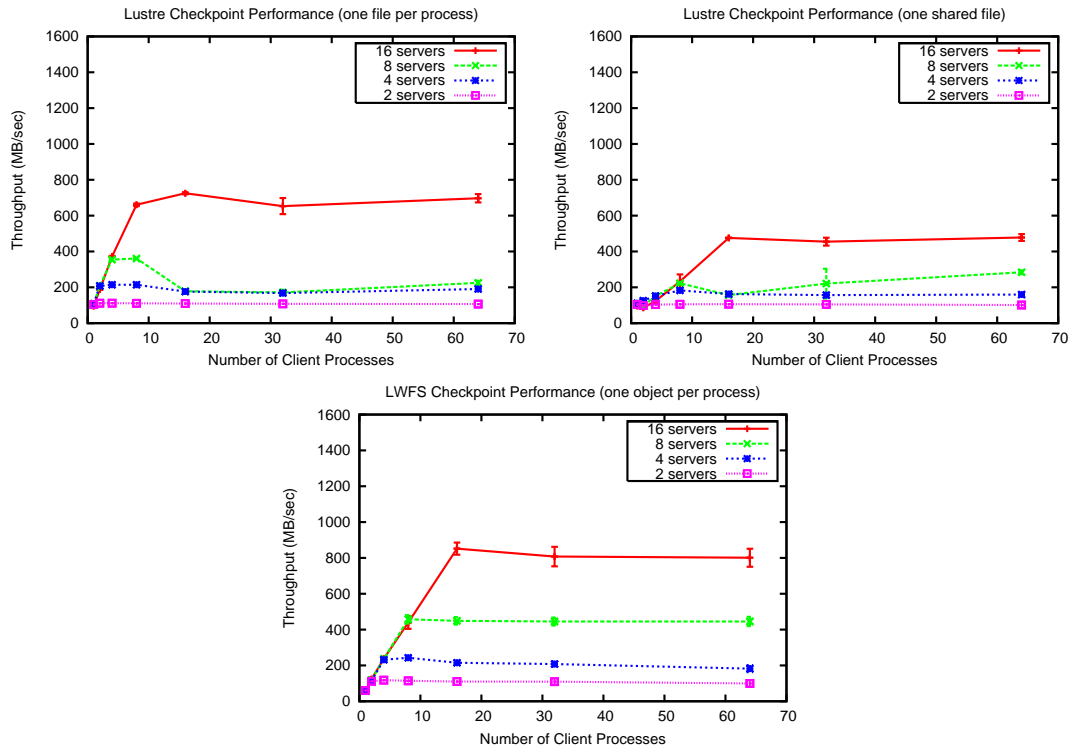 Lustre Checkpoint Performance (one file per process)
1600
1400
1200
1000
800
600
400
200
0
0 10 20 30 40 50 60 70
Throughput (MB/sec)
Number of Client Processes
16 servers
8 servers
4 servers
2 servers
Lustre Checkpoint Performance (one shared file)
1600
1400
1200
1000
800
600
400
200
0
0 10 20 30 40 50 60 70
Throughput (MB/sec)
Number of Client Processes
16 servers
8 servers
4 servers
2 servers
LWFS Checkpoint Performance (one object per process)
1600
1400
1200
1000
800
600
400
200
0
0 10 20 30 40 50 60 70
Throughput (MB/sec)
Number of Client Processes
16 servers
8 servers
4 servers
2 servers